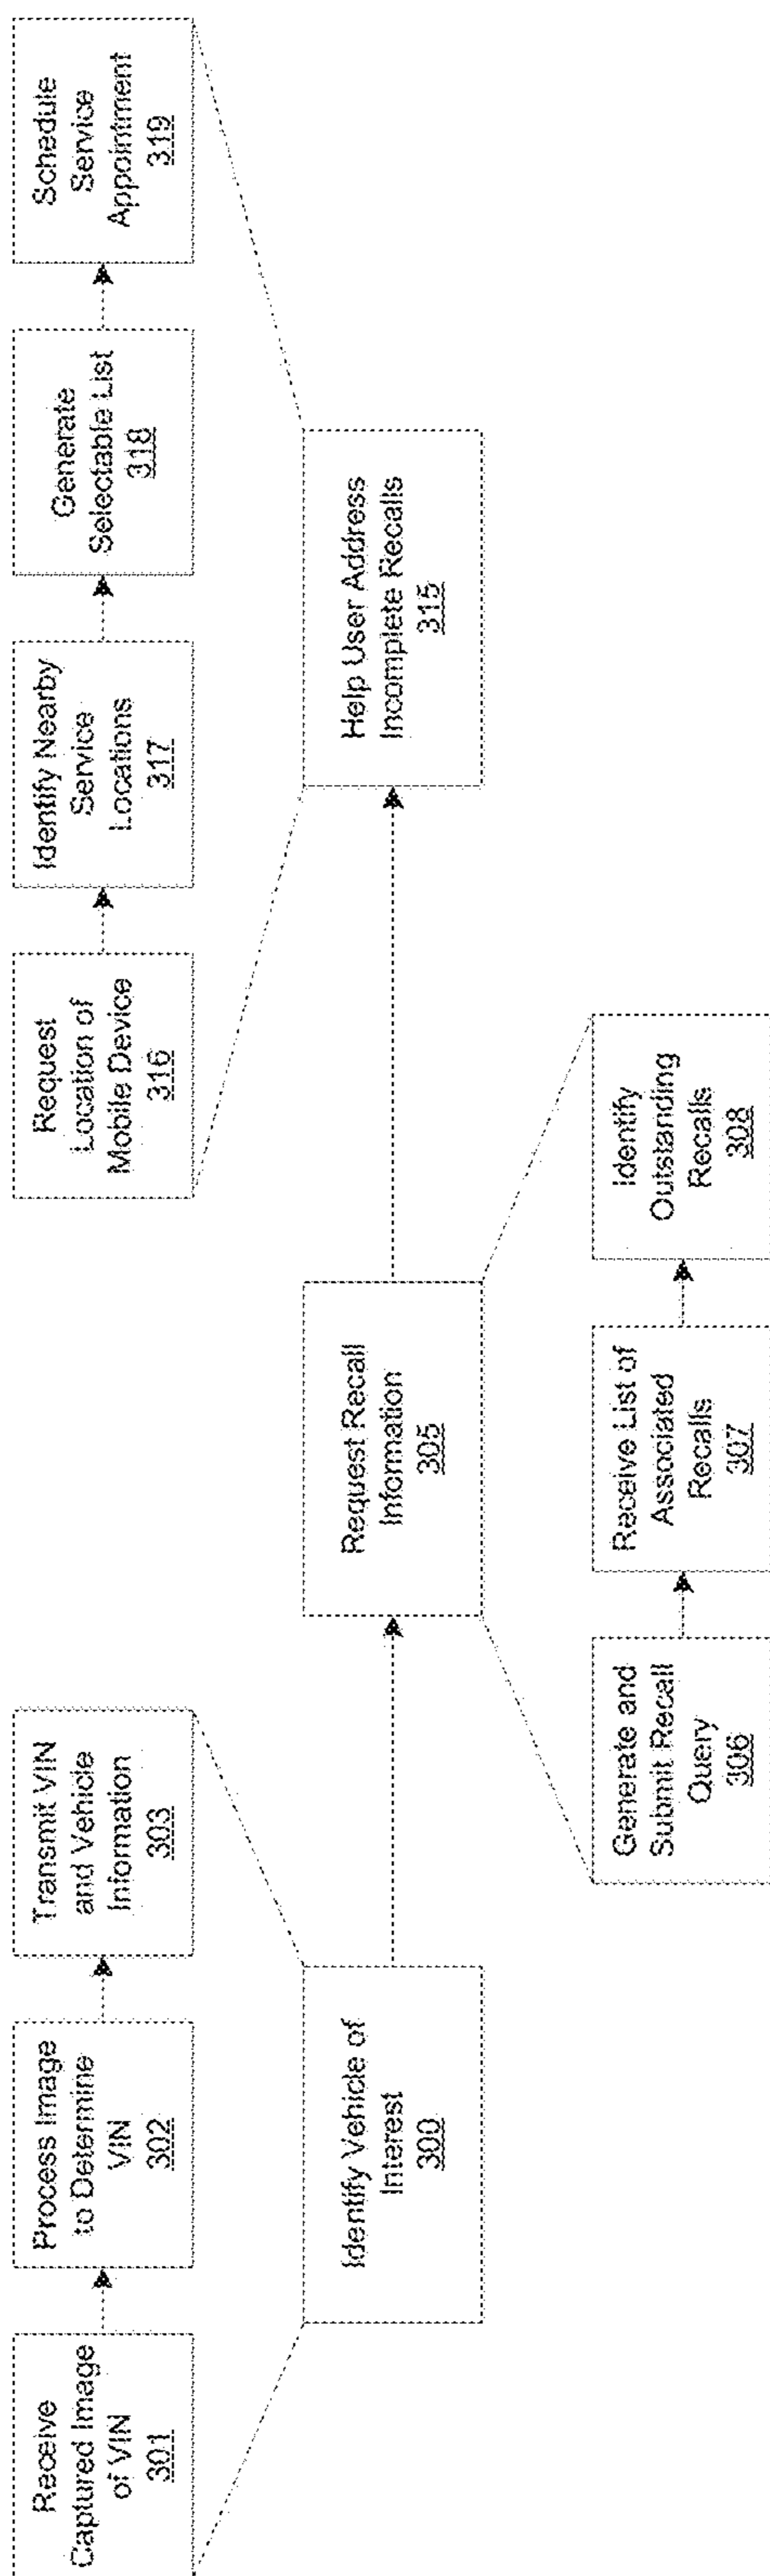 Receive
Captured Image
of VIN
301
Process Image
to Determine
VIN
302
Transmit VIN
and Vehicle
Information
303
Request
Location of
Mobile Device
316
Identify Nearby
Service
Locations
317
Generate
Selectable List
318
Schedule
Service
Appointment
319
Identify Vehicle of
Interest
300
Request Recall
Information
305
Help User Address
Incomplete Recalls
315
Generate and
Submit Recall
Query
306
Receive List of
Associated
Recalls
307
Identify
Outstanding
Recalls
308